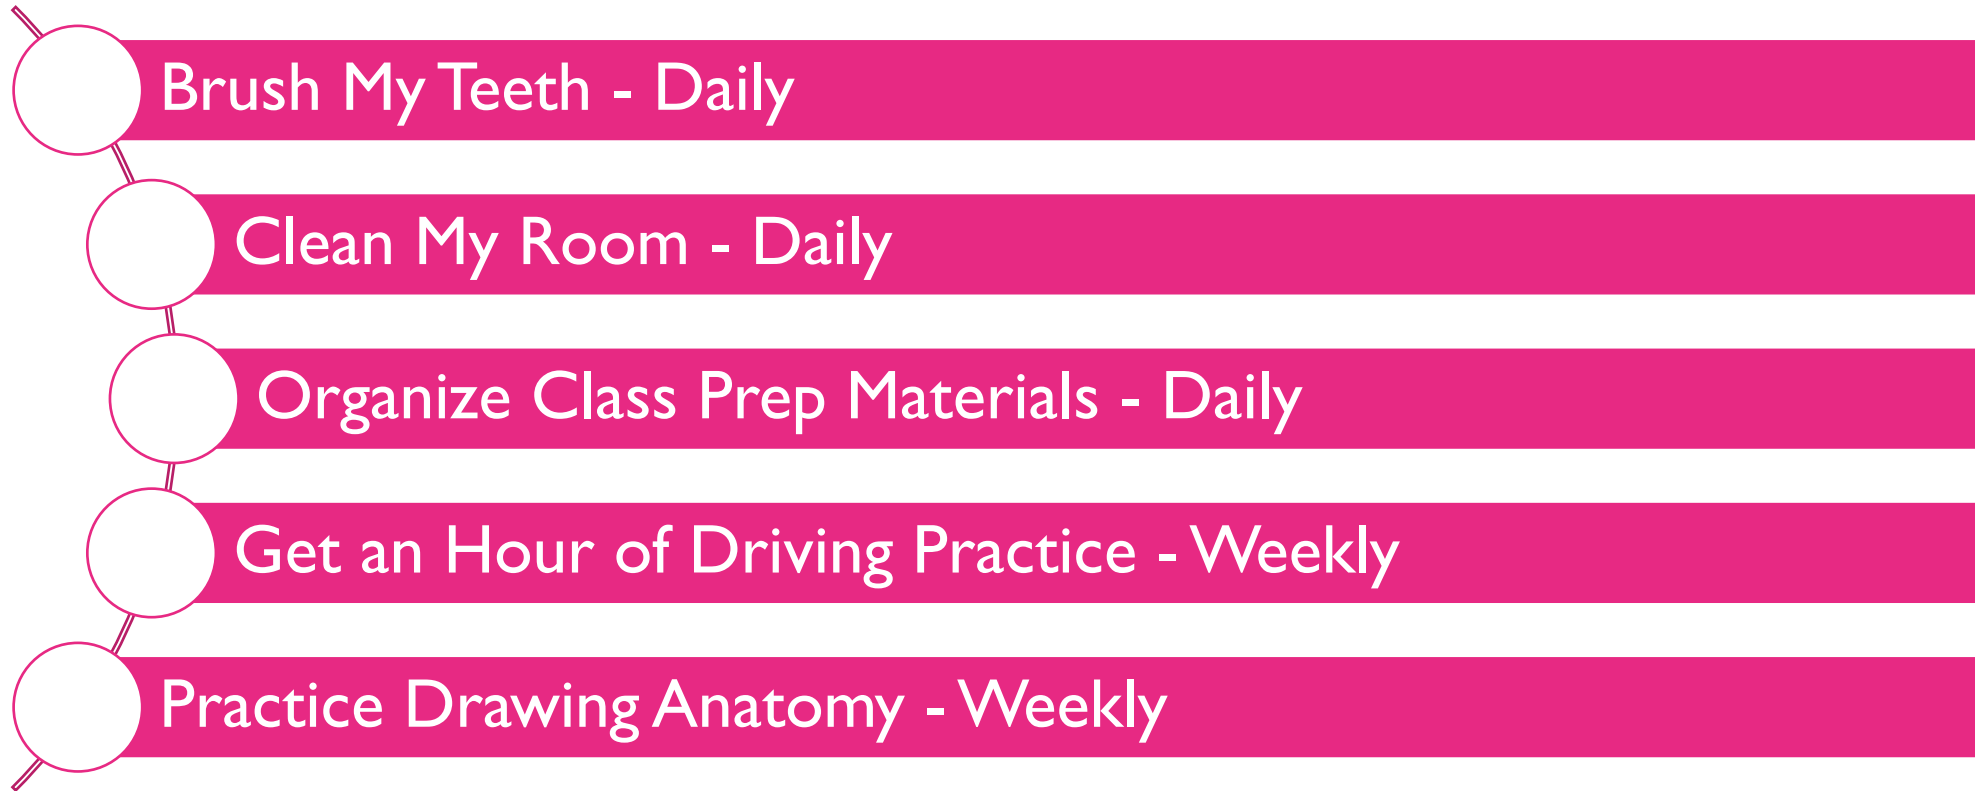 Brush My Teeth - Daily
Clean My Room - Daily
Organize Class Prep Materials - Daily
Get an Hour of Driving Practice - Weekly
Practice Drawing Anatomy - Weekly